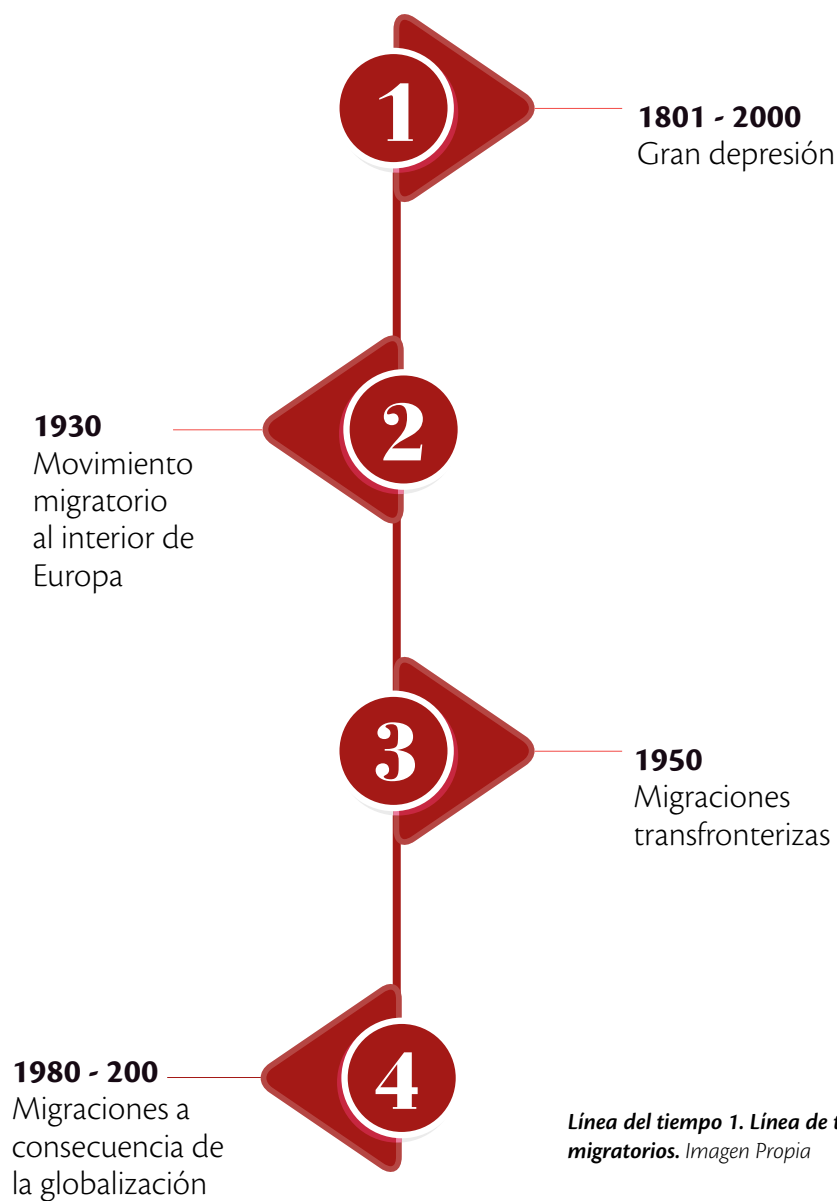 1
1801 - 2000
Gran depresión
2
1930
Movimiento
migratorio
al interior de
Europa
3
1950
Migraciones
transfronterizas
4
1980 - 200
Migraciones a
consecuencia de
la globalización
Línea del tiempo 1. Línea de
migratorios. Imagen Propia